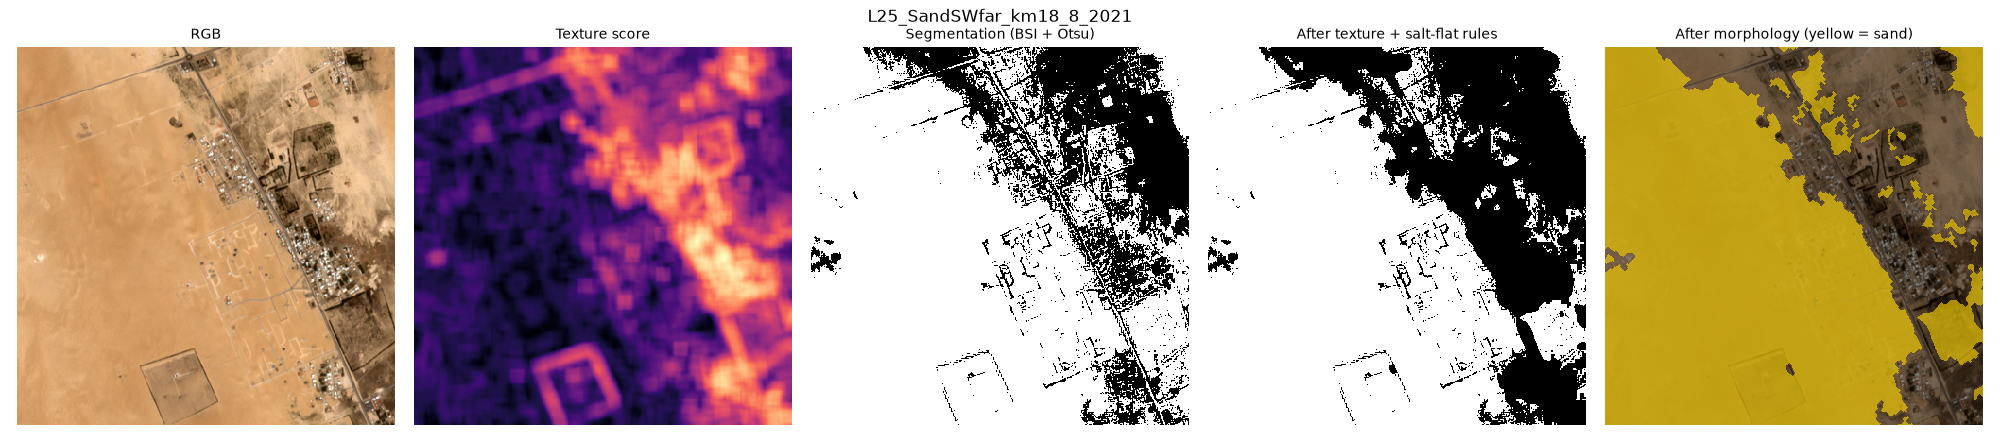 L25_SandSWfar_km18_8_2021
RGB
Texture score
Segmentation (BSI + Otsu)
After texture + salt-flat rules
After morphology (yellow = sand)